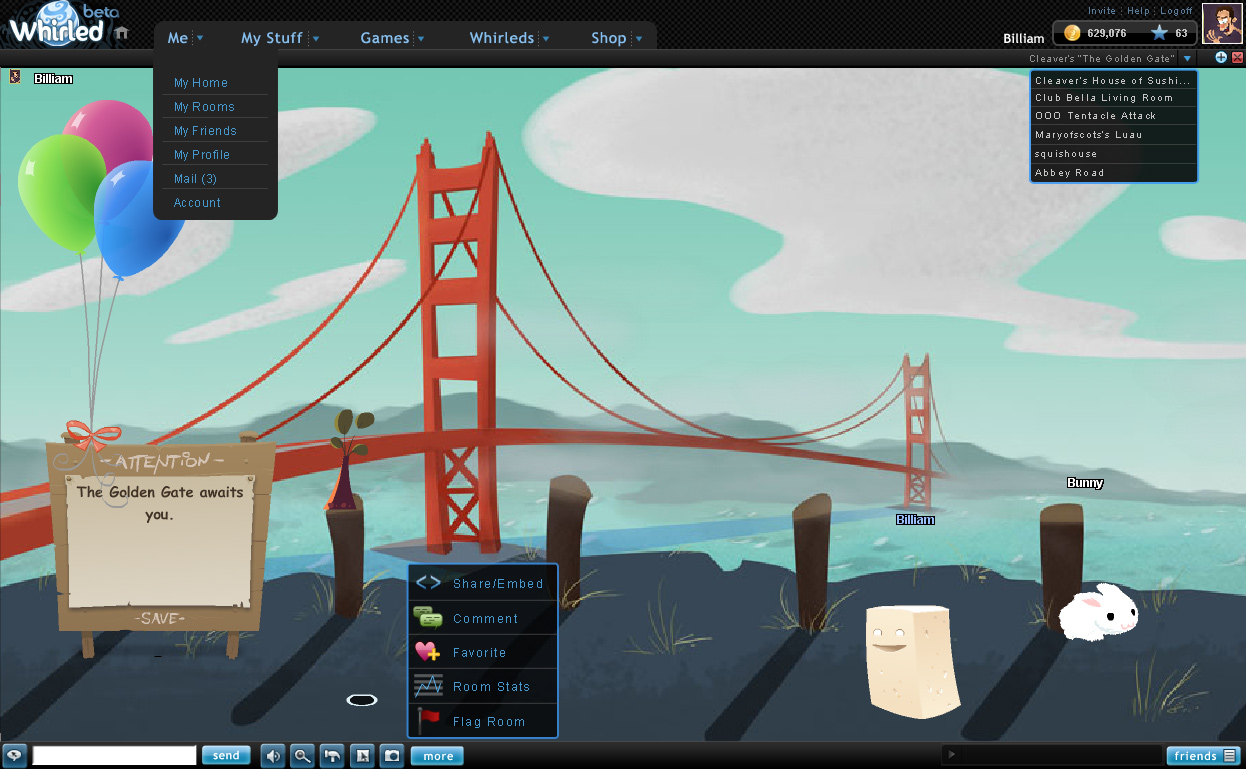 Whirled
beta
Me
My Stuff
Games
Whirleds
Shop
Invite
Help
Logoff
Billiam
629,076
63
Cleaver's "The Golden Gate"
Billiam
My Home
My Rooms
My Friends
My Profile
Mail (3)
Account
Cleaver's House of Sushi...
Club Bella Living Room
OOO Tentacle Attack
Maryofscots's Luau
squishouse
Abbey Road
-ATTENTION-
The Golden Gate awaits
you.
-SAVE-
Bunny
Billiam
Share/Embed
Comment
Favorite
Room Stats
Flag Room
send
more
friends